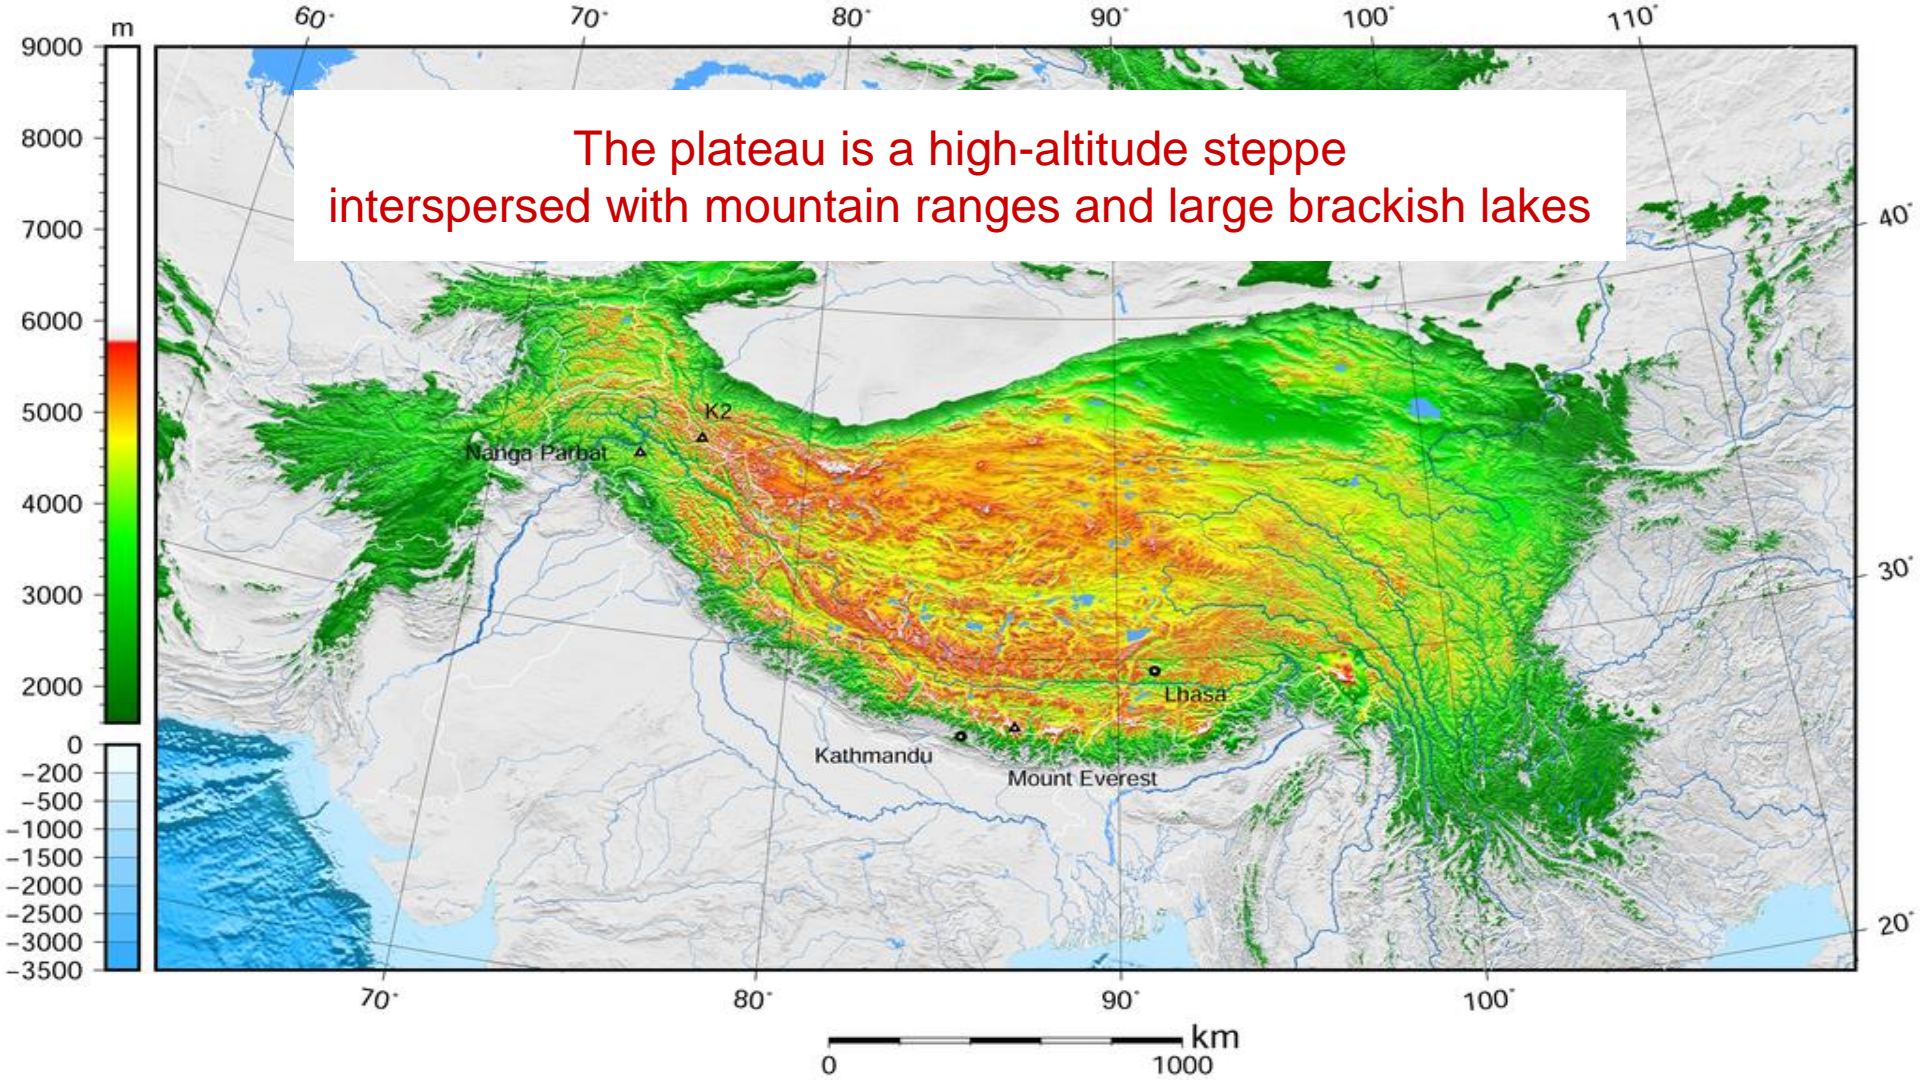 60° 70° 80° 90° 100° 110°
m
9000
8000
7000
6000
5000
4000
3000
2000
0
−200
−500
−1000
−1500
−2000
−2500
−3000
−3500
The plateau is a high-altitude steppe
interspersed with mountain ranges and large brackish lakes
40°
30°
20°
K2
Nanga Parbat
Lhasa
Kathmandu
Mount Everest
70° 80° 90° 100°
km
0 1000